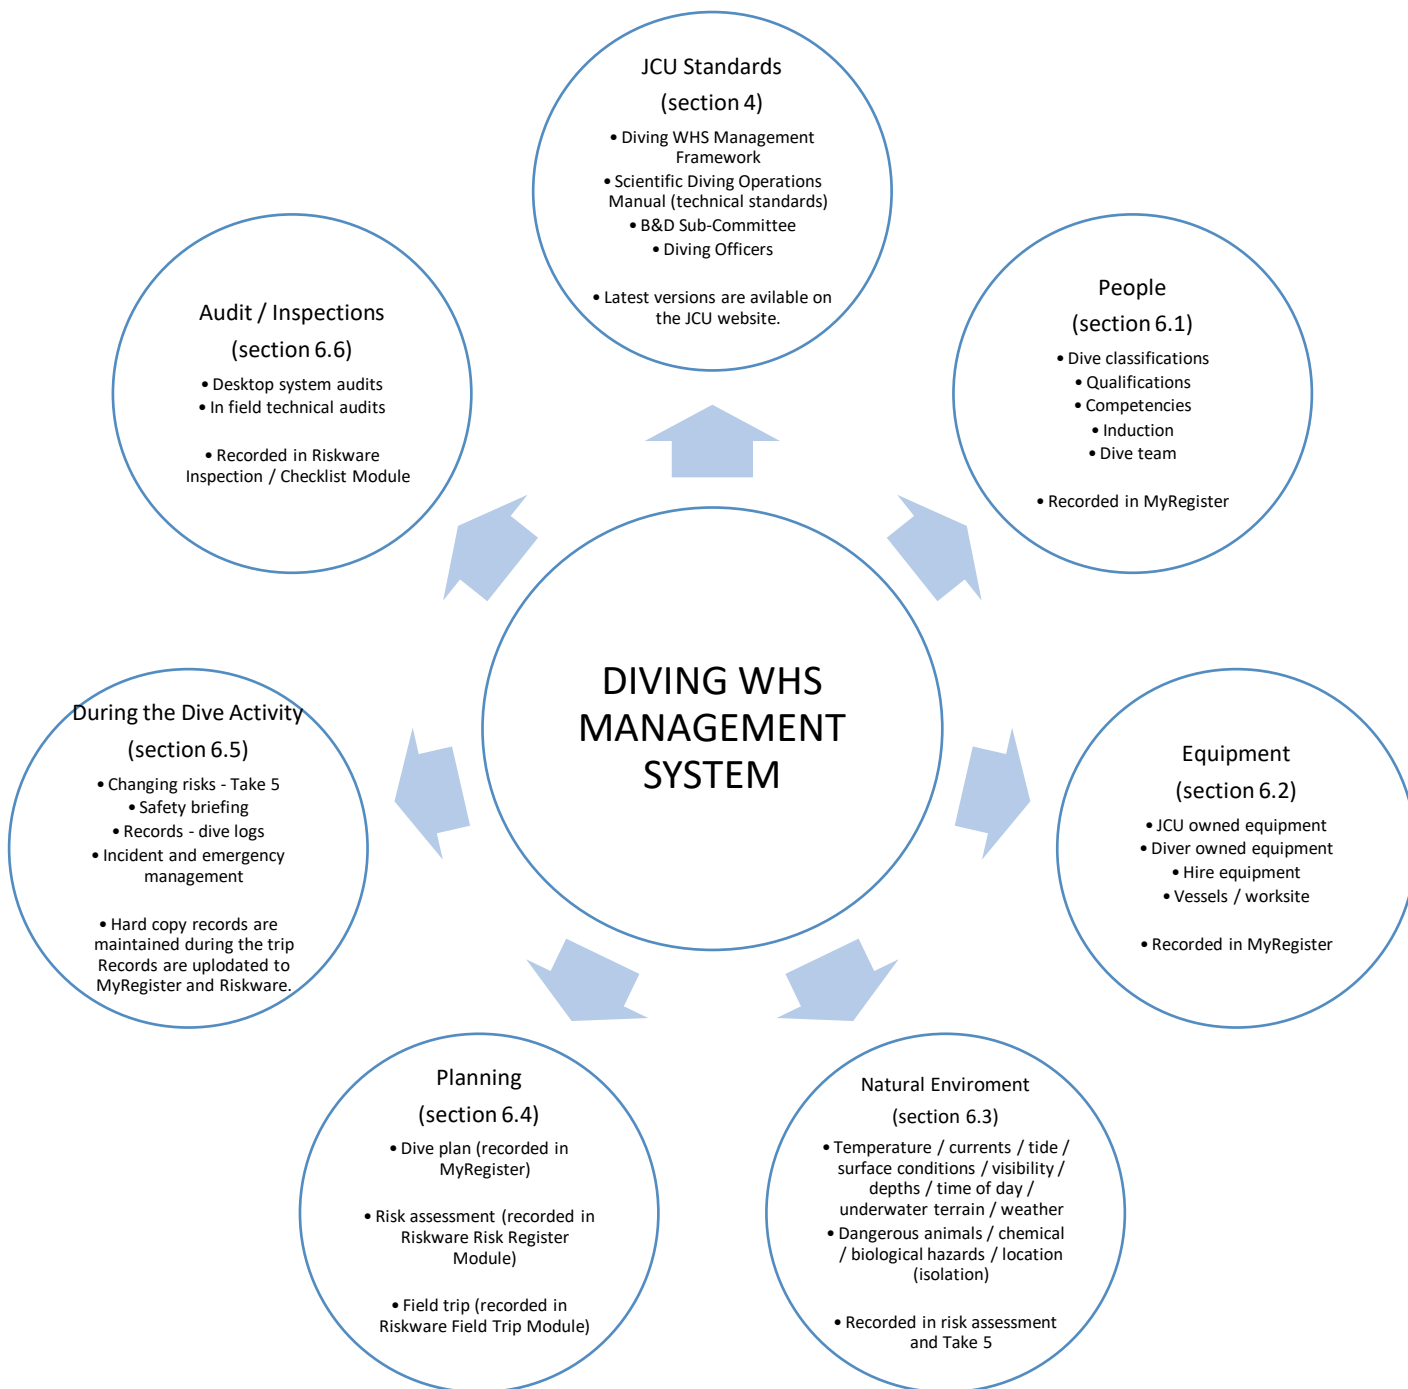 JCU Standards
(section 4)
• Diving WHS Management
Framework
• Scientific Diving Operations
Manual (technical standards)
• B&D Sub-Committee
• Diving Officers
• Latest versions are avilable on
the JCU website.
People
(section 6.1)
• Dive classifications
• Qualifications
• Competencies
• Induction
• Dive team
• Recorded in MyRegister
Equipment
(section 6.2)
• JCU owned equipment
• Diver owned equipment
• Hire equipment
• Vessels / worksite
• Recorded in MyRegister
Natural Enviroment
(section 6.3)
• Temperature / currents / tide /
surface conditions / visibility /
depths / time of day /
underwater terrain / weather
• Dangerous animals / chemical
/ biological hazards / location
(isolation)
• Recorded in risk assessment
and Take 5
Planning
(section 6.4)
• Dive plan (recorded in
MyRegister)
• Risk assessment (recorded in
Riskware Risk Register
Module)
• Field trip (recorded in
Riskware Field Trip Module)
During the Dive Activity
(section 6.5)
• Changing risks - Take 5
• Safety briefing
• Records - dive logs
• Incident and emergency
management
• Hard copy records are
maintained during the trip
Records are uplodated to
MyRegister and Riskware.
Audit / Inspections
(section 6.6)
• Desktop system audits
• In field technical audits
• Recorded in Riskware
Inspection / Checklist Module
DIVING WHS
MANAGEMENT
SYSTEM